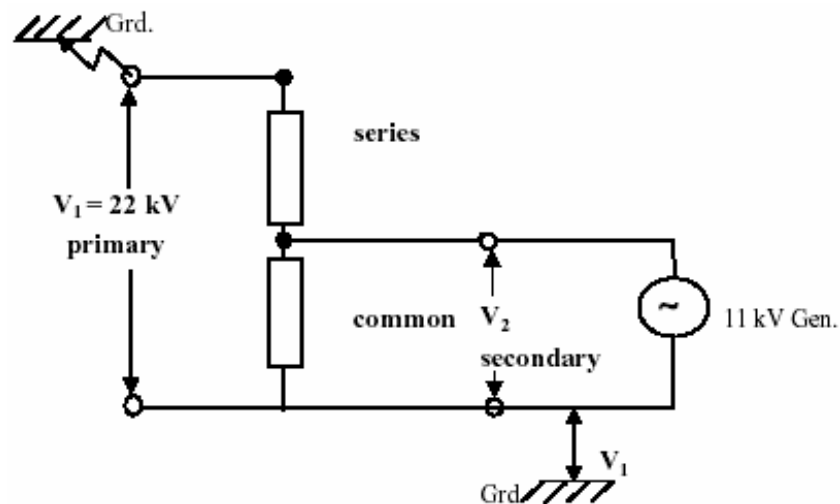 Grd.
series
V₁ = 22 kV
primary
common
V₂
secondary
~
11 kV Gen.
V₁
Grd